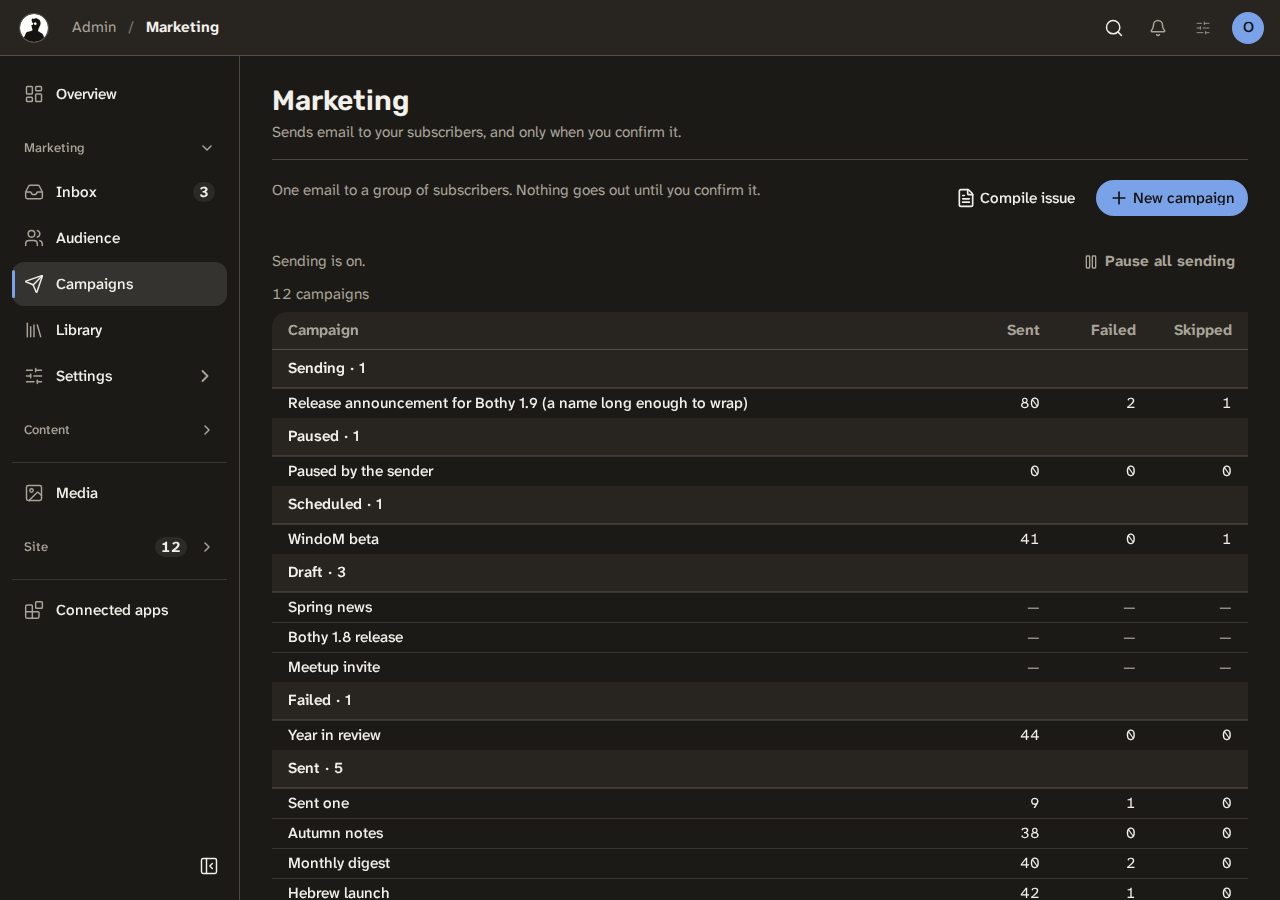 Admin / Marketing
O
Overview
Marketing
Inbox 3
Audience
Campaigns
Library
Settings
Content
Media
Site 12
Connected apps
Marketing
Sends email to your subscribers, and only when you confirm it.
One email to a group of subscribers. Nothing goes out until you confirm it.
Compile issue
New campaign
Sending is on.
Pause all sending
12 campaigns
Campaign Sent Failed Skipped
Sending · 1
Release announcement for Bothy 1.9 (a name long enough to wrap) 80 2 1
Paused · 1
Paused by the sender 0 0 0
Scheduled · 1
WindoM beta 41 0 1
Draft · 3
Spring news — — —
Bothy 1.8 release — — —
Meetup invite — — —
Failed · 1
Year in review 44 0 0
Sent · 5
Sent one 9 1 0
Autumn notes 38 0 0
Monthly digest 40 2 0
Hebrew launch 42 1 0